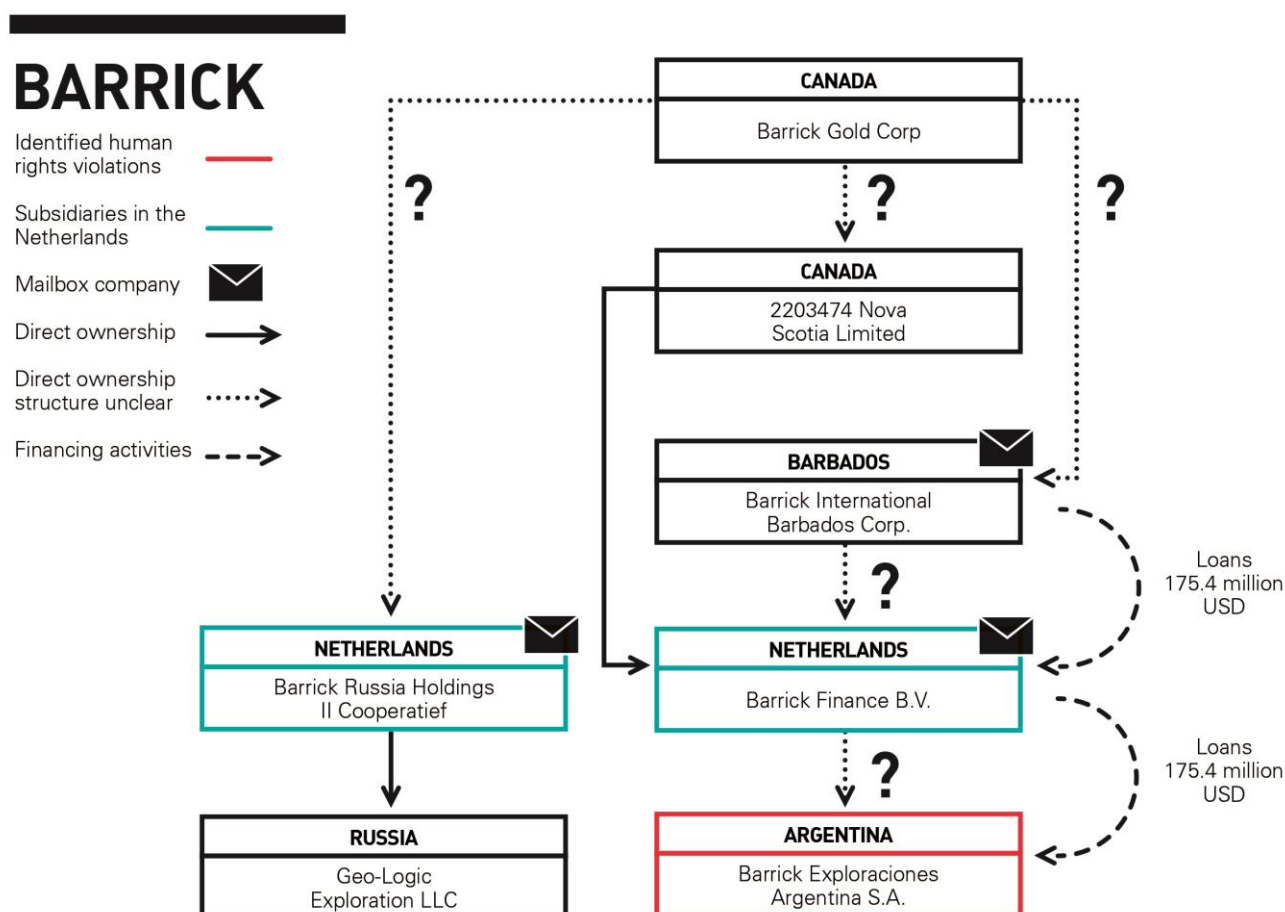 BARRICK
Identified human
rights violations
Subsidiaries in the
Netherlands
Mailbox company
Direct ownership
Direct ownership
structure unclear
Financing activities
CANADA
Barrick Gold Corp
?
?
?
CANADA
2203474 Nova
Scotia Limited
BARBADOS
Barrick International
Barbados Corp.
Loans
175.4 million
USD
?
NETHERLANDS
Barrick Russia Holdings
II Cooperatief
NETHERLANDS
Barrick Finance B.V.
Loans
175.4 million
USD
?
RUSSIA
Geo-Logic
Exploration LLC
ARGENTINA
Barrick Exploraciones
Argentina S.A.